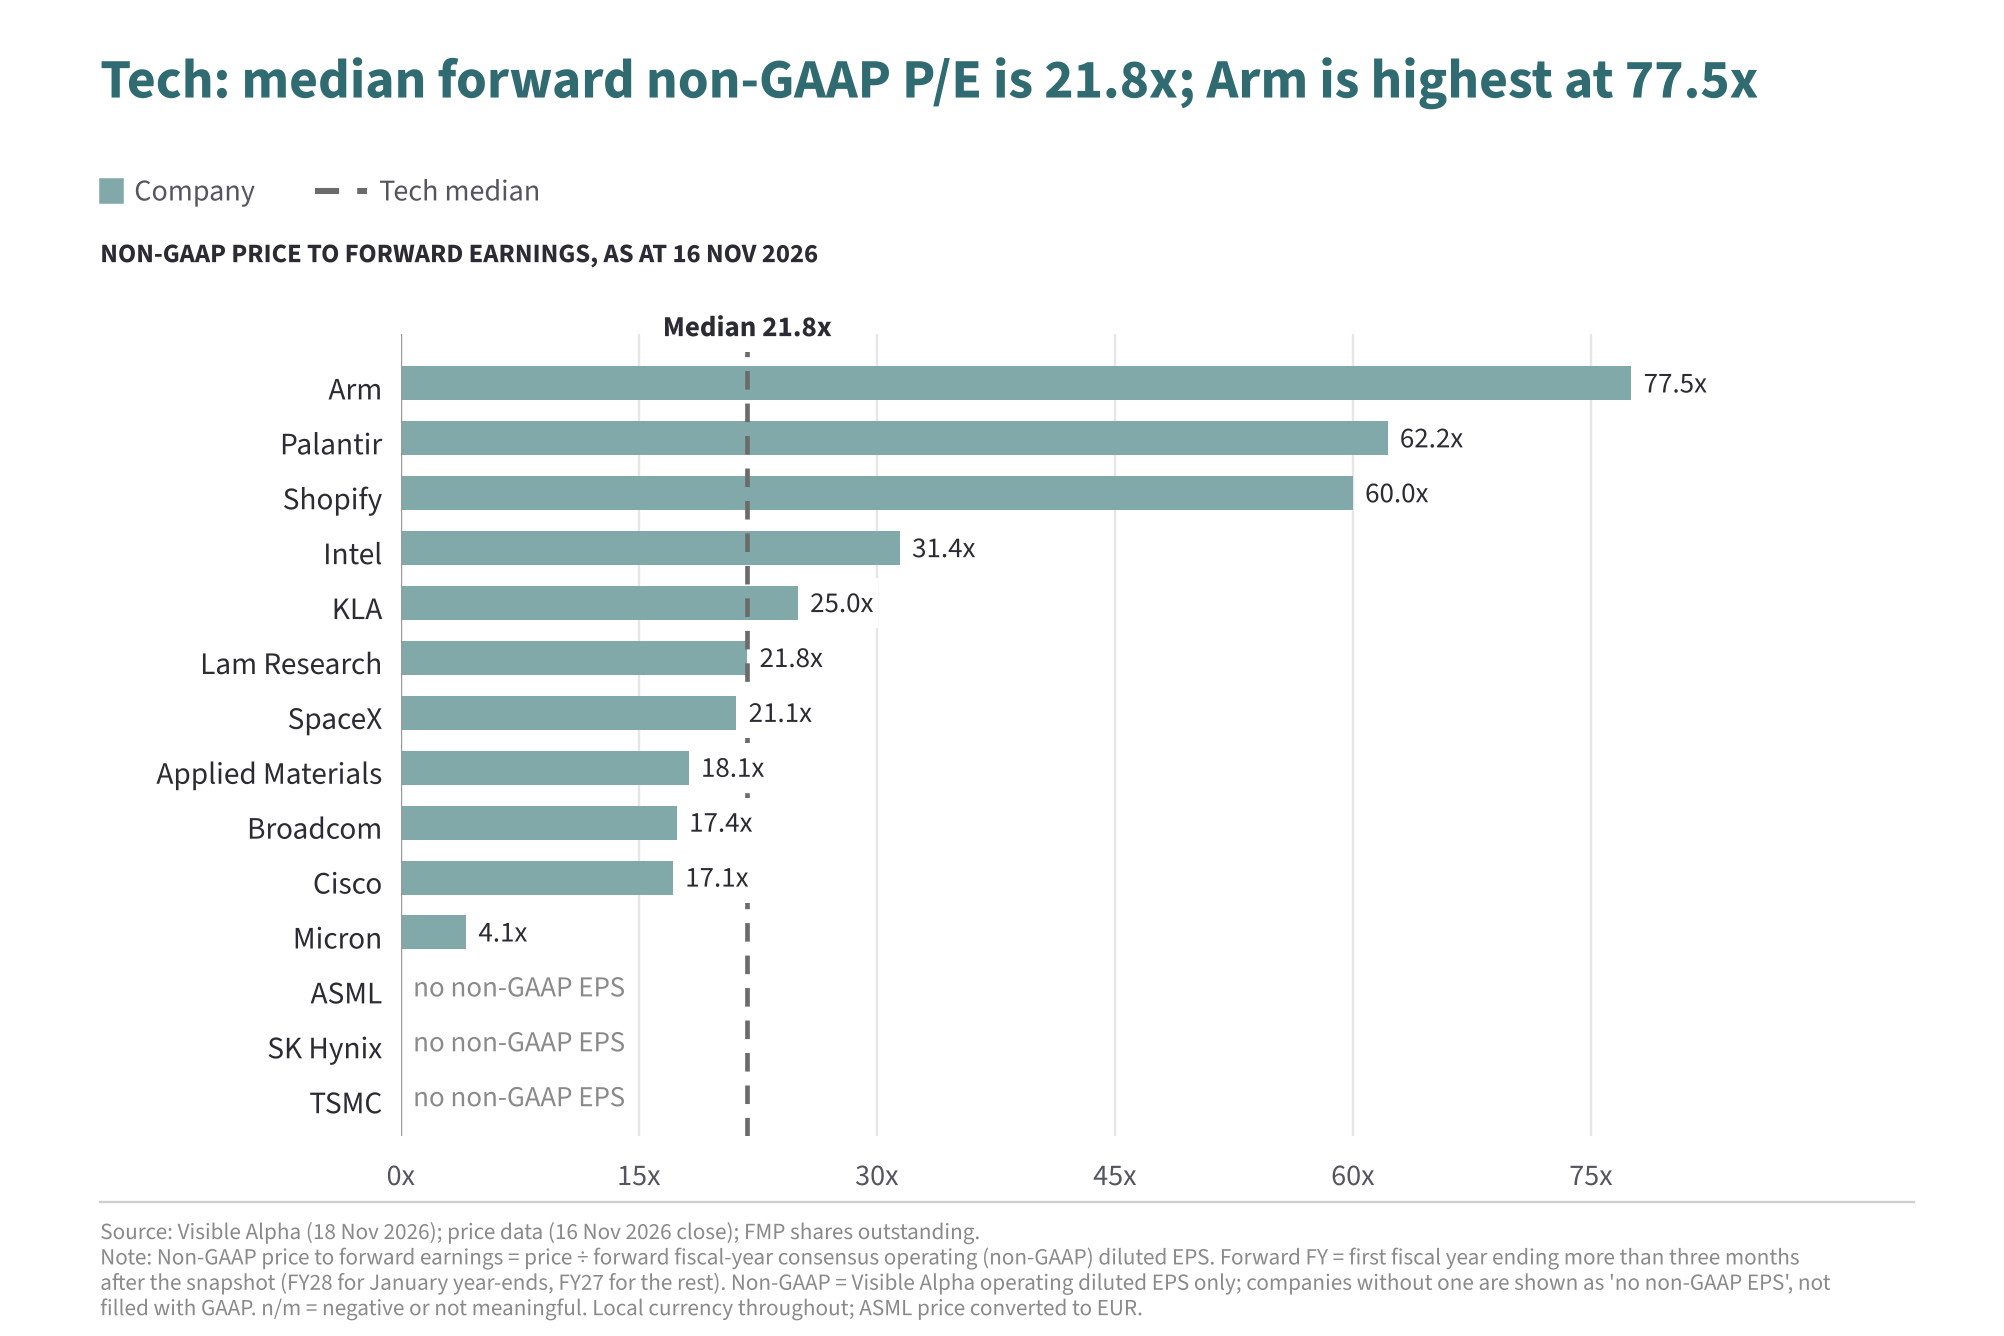 Tech: median forward non-GAAP P/E is 21.8x; Arm is highest at 77.5x
Company
Tech median
NON-GAAP PRICE TO FORWARD EARNINGS, AS AT 16 NOV 2026
Median 21.8x
Arm 77.5x
Palantir 62.2x
Shopify 60.0x
Intel 31.4x
KLA 25.0x
Lam Research 21.8x
SpaceX 21.1x
Applied Materials 18.1x
Broadcom 17.4x
Cisco 17.1x
Micron 4.1x
ASML no non-GAAP EPS
SK Hynix no non-GAAP EPS
TSMC no non-GAAP EPS
0x 15x 30x 45x 60x 75x
Source: Visible Alpha (18 Nov 2026); price data (16 Nov 2026 close); FMP shares outstanding.
Note: Non-GAAP price to forward earnings = price ÷ forward fiscal-year consensus operating (non-GAAP) diluted EPS. Forward FY = first fiscal year ending more than three months
after the snapshot (FY28 for January year-ends, FY27 for the rest). Non-GAAP = Visible Alpha operating diluted EPS only; companies without one are shown as 'no non-GAAP EPS', not
filled with GAAP. n/m = negative or not meaningful. Local currency throughout; ASML price converted to EUR.